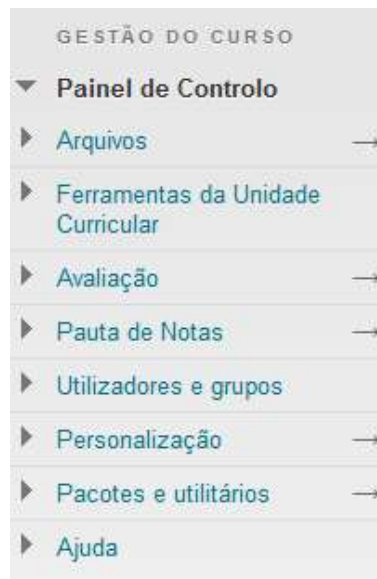 GESTÃO DO CURSO
Painel de Controlo
Arquivos
Ferramentas da Unidade
Curricular
Avaliação
Pauta de Notas
Utilizadores e grupos
Personalização
Pacotes e utilitários
Ajuda